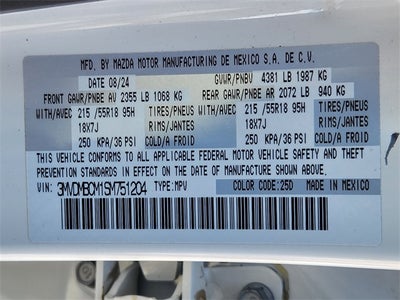 MFD. BY MAZDA MOTOR MANUFACTURING DE MEXICO S.A. DE C.V.
DATE 08/24 GVWR/PNBV 4381 LB 1987 KG
FRONT GAWR/PNBE AV 2355 LB 1068 KG REAR GAWR/PNBE AR 2072 LB 940 KG
WITH/AVEC 215 /55R18 95H TIRES/PNEUS WITH/AVEC 215 /55R18 95H TIRES/PNEUS
18X7J RIMS/JANTES 18X7J RIMS/JANTES
250 KPA/36 PSI COLD/A FROID 250 KPA/36 PSI COLD/A FROID
THIS VEHICLE CONFORMS TO ALL APPLICABLE FEDERAL MOTOR VEHICLE SAFETY AND THEFT
PREVENTION STANDARDS IN EFFECT ON THE DATE OF MANUFACTURE SHOWN ABOVE.
VIN: 3MVDMBCM1SM751204 TYPE:MPV COLOR CODE:25D MADE IN MEXICO